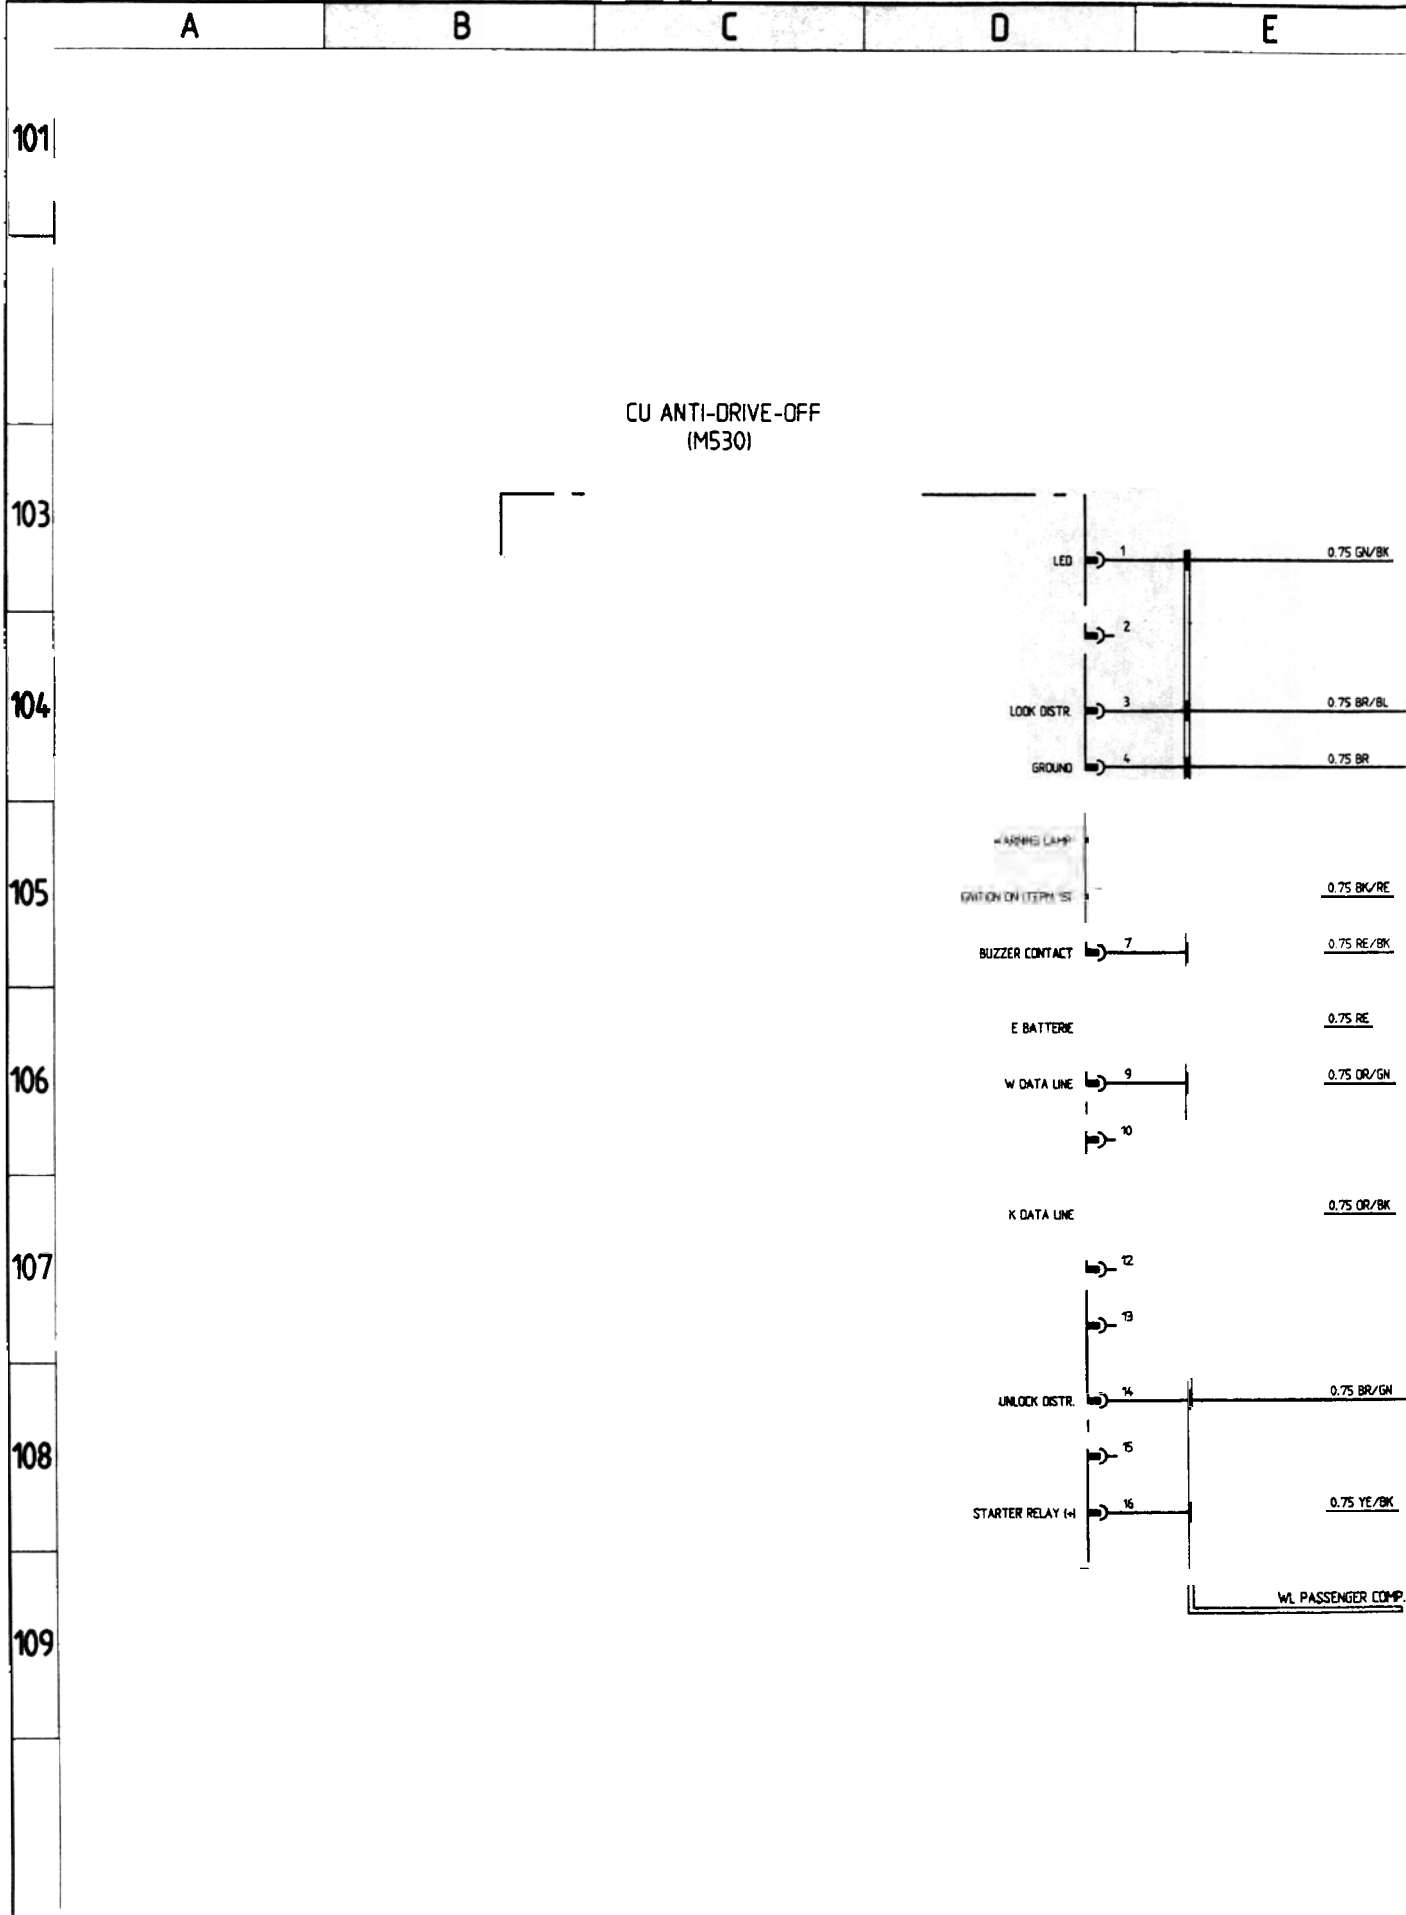 A B C D E
101
CU ANTI-DRIVE-OFF
(M530)
103
LED 1 0.75 GN/BK
2
104
LOOK DISTR. 3 0.75 BR/BL
GROUND 4 0.75 BR
LAMP
105
ON 0.75 BK/RE
BUZZER CONTACT 7 0.75 RE/BK
E BATTERIE 0.75 RE
106
W DATA LINE 9 0.75 OR/GN
10
K DATA LINE 0.75 OR/BK
107
12
13
UNLOCK DISTR. 14 0.75 BR/GN
108
15
STARTER RELAY (+) 16 0.75 YE/BK
WL PASSENGER COMP.
109